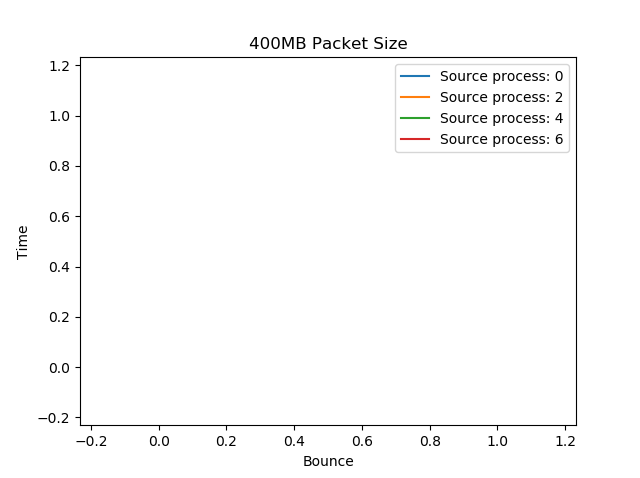 400MB Packet Size
Source process: 0
Source process: 2
Source process: 4
Source process: 6
1.2
1.0
0.8
0.6
0.4
0.2
0.0
−0.2
Time
−0.2 0.0 0.2 0.4 0.6 0.8 1.0 1.2
Bounce